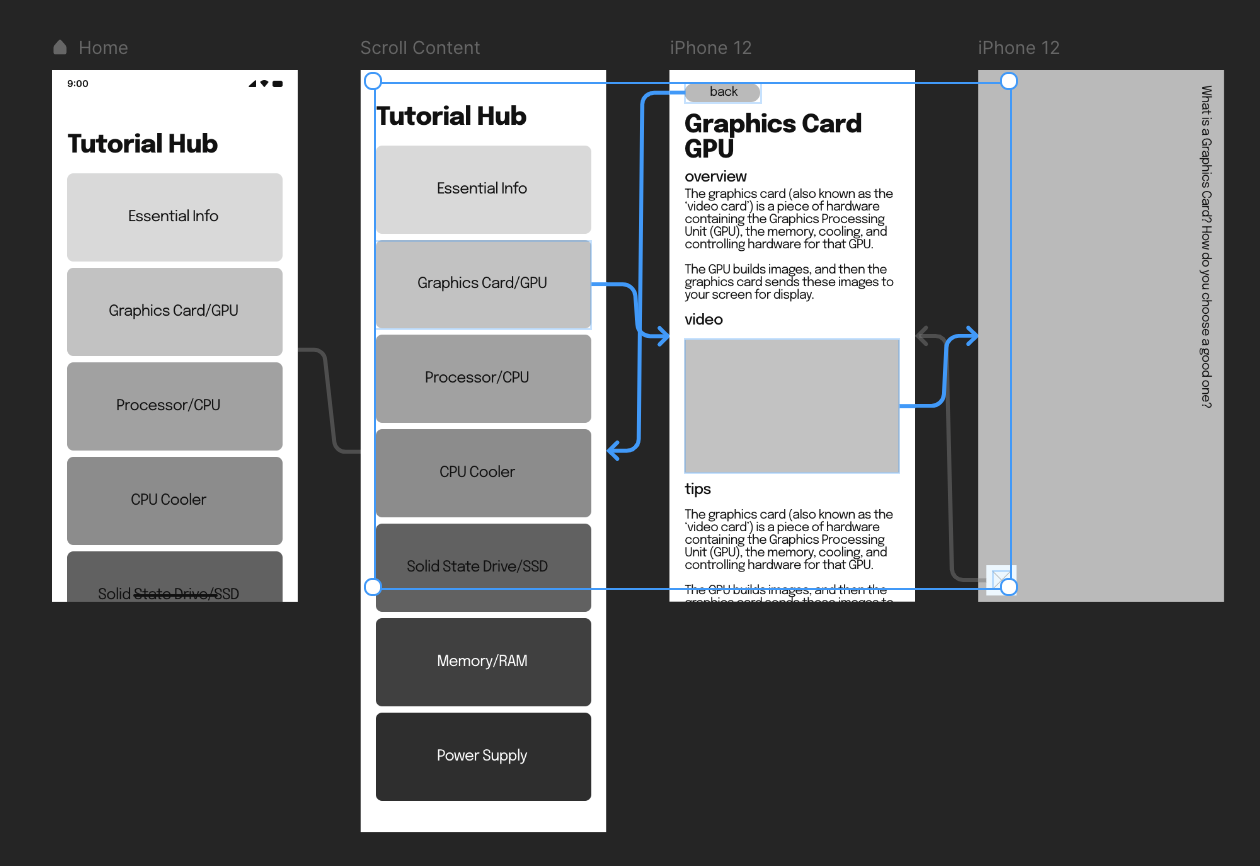 Home
9:00
Tutorial Hub
Essential Info
Graphics Card/GPU
Processor/CPU
CPU Cooler
Solid State Drive/SSD
Scroll Content
Tutorial Hub
Essential Info
Graphics Card/GPU
Processor/CPU
CPU Cooler
Solid State Drive/SSD
Memory/RAM
Power Supply
iPhone 12
back
Graphics Card
GPU
overview
The graphics card (also known as the
‘video card’) is a piece of hardware
containing the Graphics Processing
Unit (GPU), the memory, cooling, and
controlling hardware for that GPU.
The GPU builds images, and then the
graphics card sends these images to
your screen for display.
video
tips
The graphics card (also known as the
‘video card’) is a piece of hardware
containing the Graphics Processing
Unit (GPU), the memory, cooling, and
controlling hardware for that GPU.
The GPU builds images, and then the
graphics card sends these images to
iPhone 12
What is a Graphics Card? How do you choose a good one?